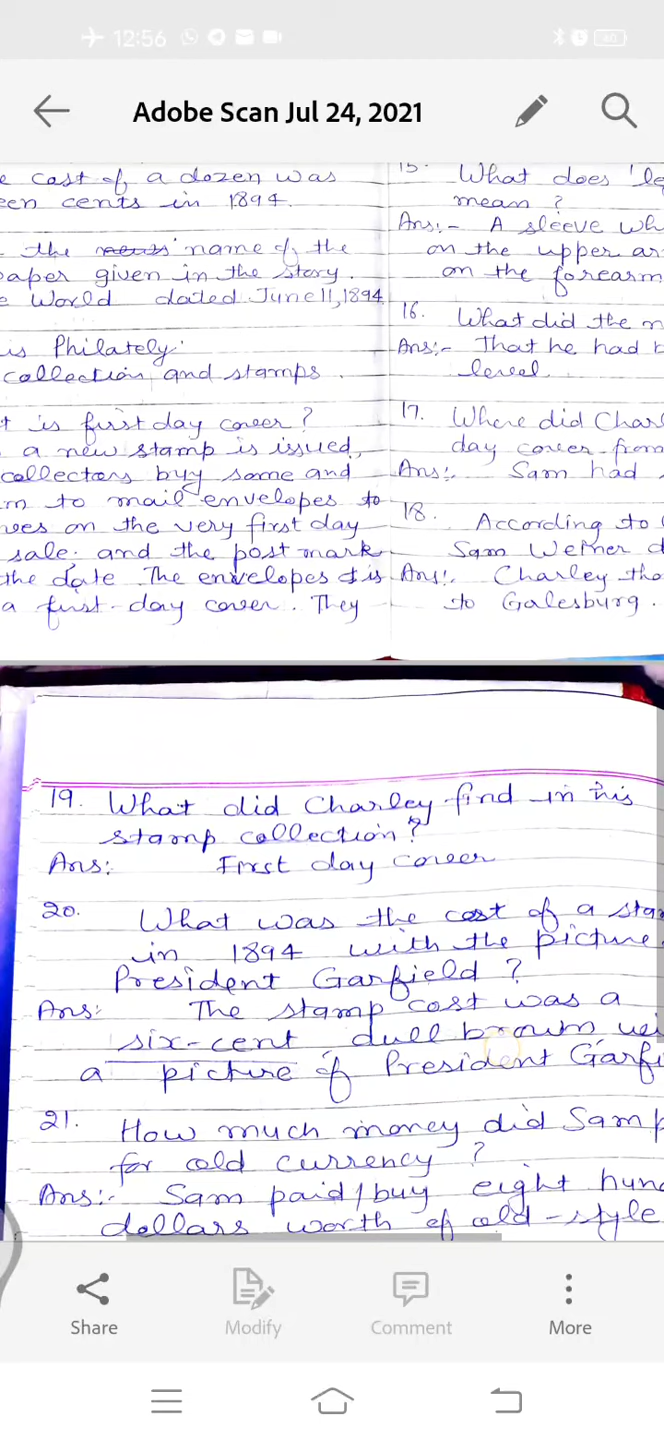 12:56
60
Adobe Scan Jul 24, 2021
e cost of a dozen was
een cents in 1894.
the name of the
paper given in the story.
e World dated June 11, 1894
is Philately.
collection and stamps
t is first day cover?
a new stamp is issued,
collectors buy some and
m to mail envelopes to
ves on the very first day
sale. and the post mark
the date. The envelopes is
a first-day cover. They
15. What does 'le
mean ?
Ans:- A sleeve wh
on the upper ar
on the forearm
16. What did the m
Ans:- That he had b
level.
17. Where did Charl
day cover from
Ans:- Sam had
18. According to
Sam Weiner d
Ans:- Charley tho
to Galesburg.
19. What did Charley find in his
stamp collection?
Ans: First day cover
20. What was the cost of a sta
in 1894 with the picture
President Garfield ?
Ans: The stamp cost was a
six-cent dull brown wi
a picture of President Garfi
21. How much money did Sam p
for old currency ?
Ans:- Sam paid/buy eight hun
dollars worth of old-style
Share
Modify
Comment
More